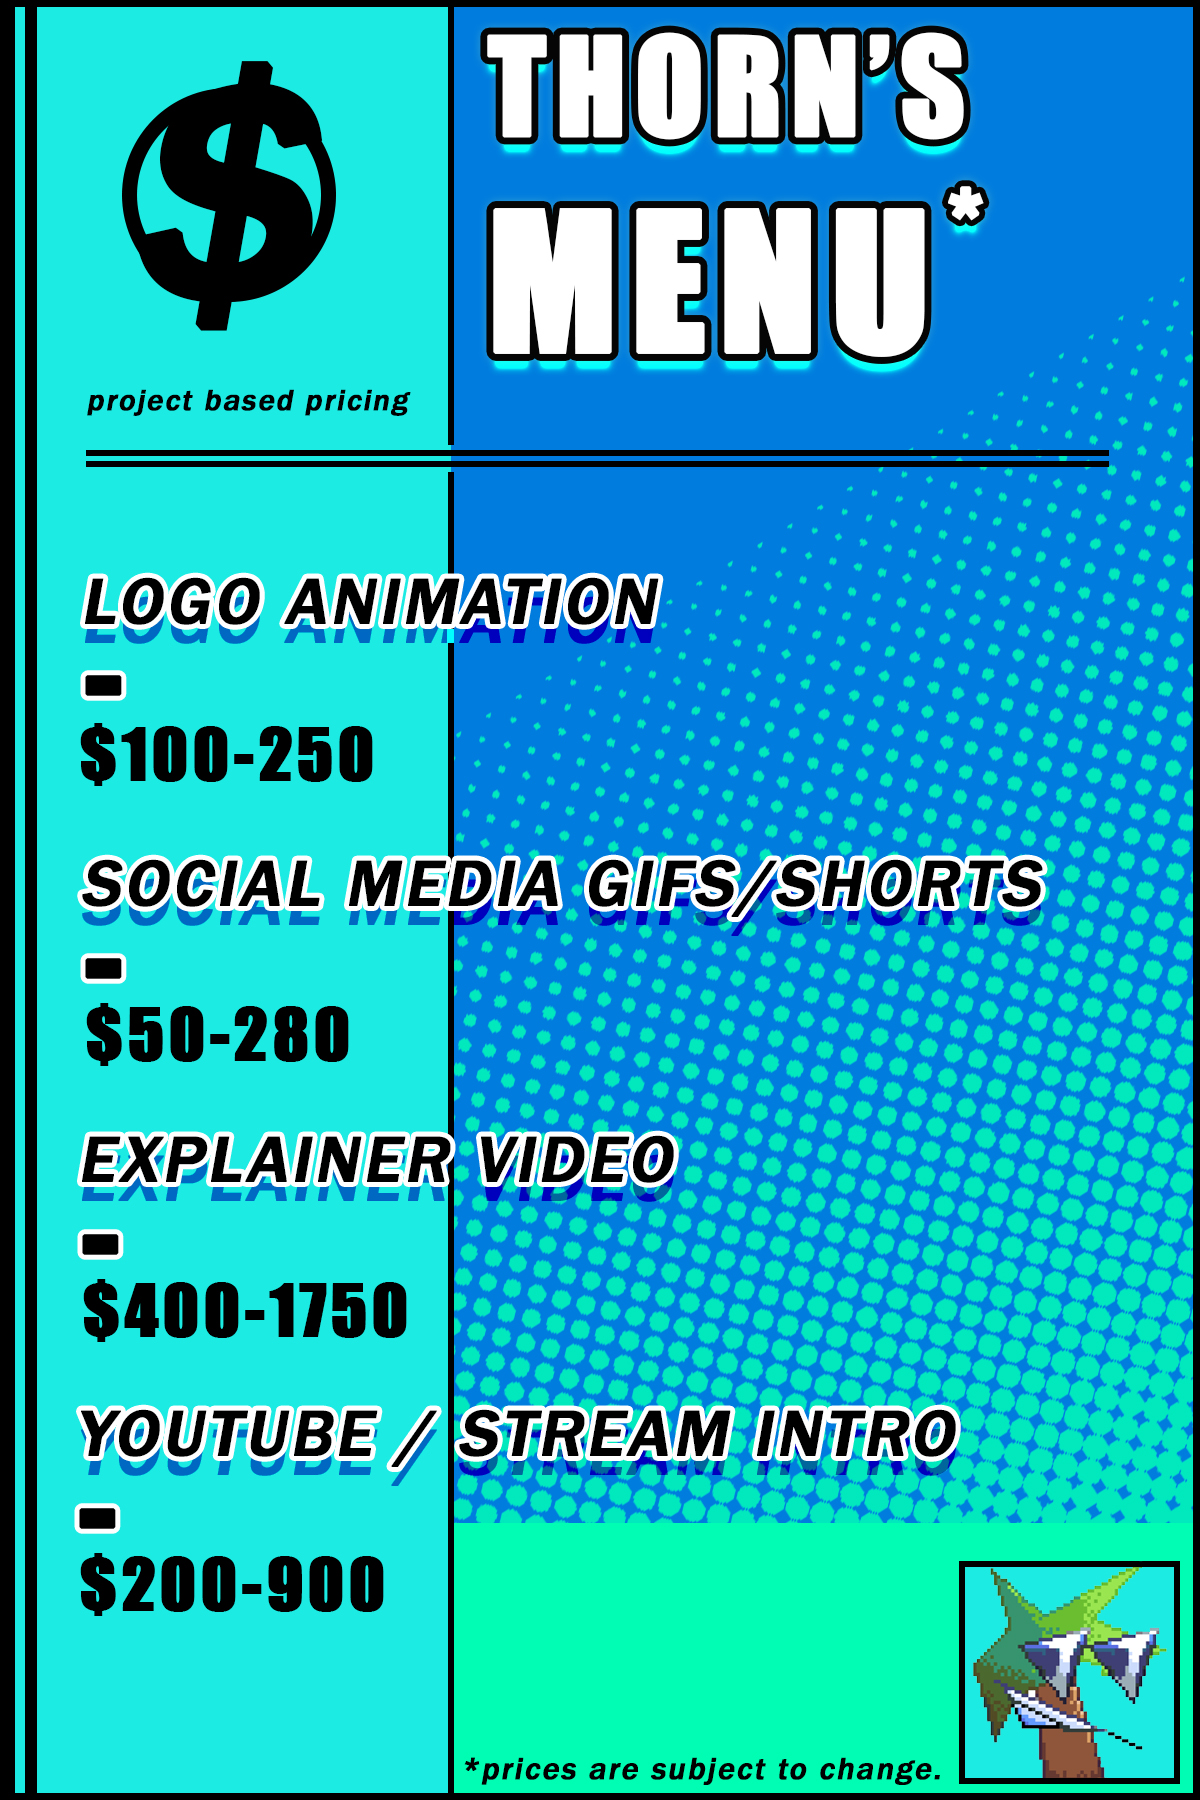 $
THORN'S
MENU*
project based pricing
LOGO ANIMATION
-
$100-250
SOCIAL MEDIA GIFS/SHORTS
-
$50-280
EXPLAINER VIDEO
-
$400-1750
YOUTUBE / STREAM INTRO
-
$200-900
*prices are subject to change.